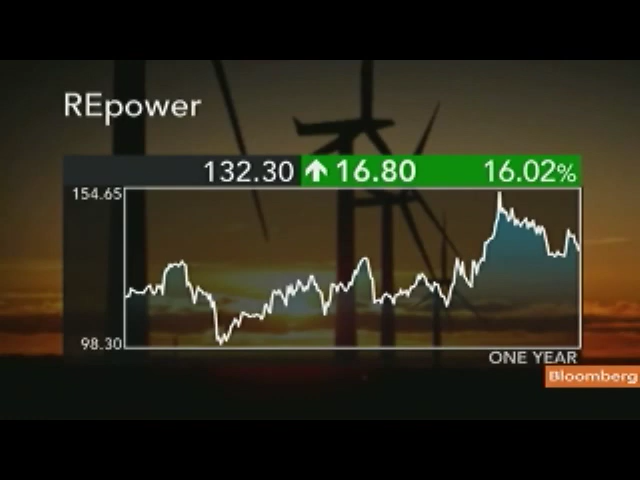 REpower
132.30 ↑ 16.80 16.02%
154.65
98.30
ONE YEAR
Bloomberg